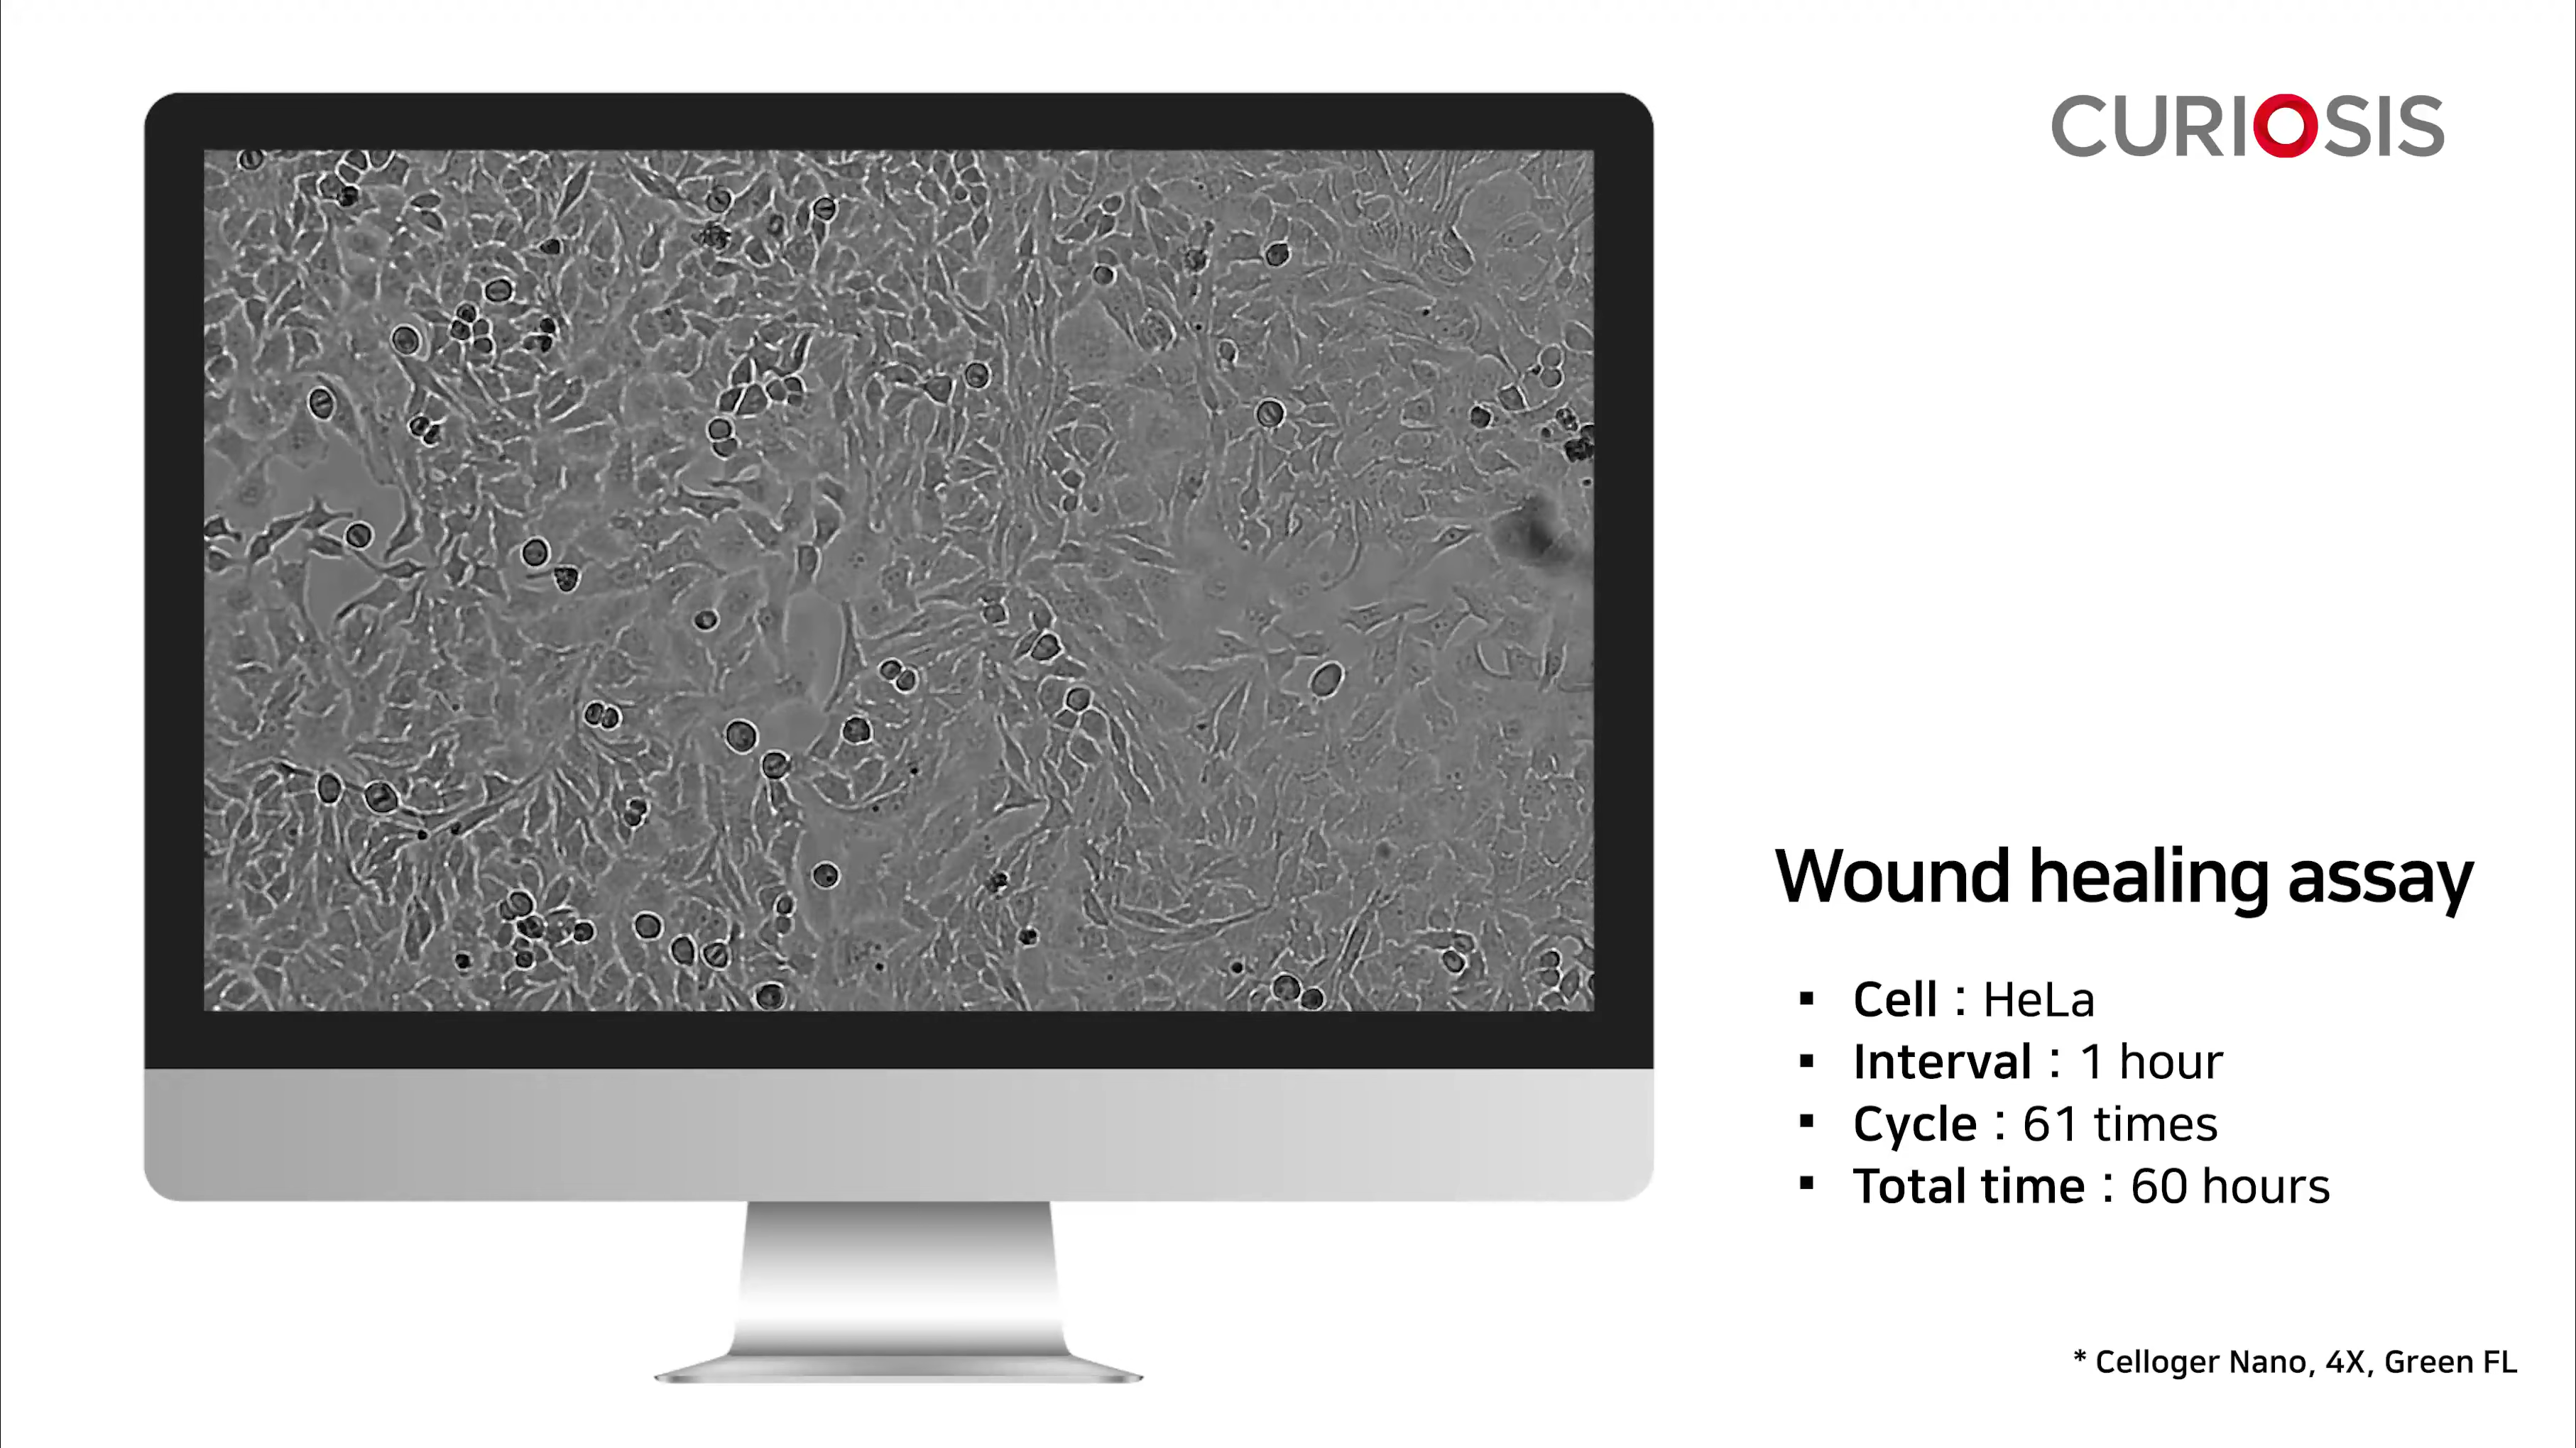 CURIOSIS
Wound healing assay
▪ Cell : HeLa
▪ Interval : 1 hour
▪ Cycle : 61 times
▪ Total time : 60 hours
* Celloger Nano, 4X, Green FL